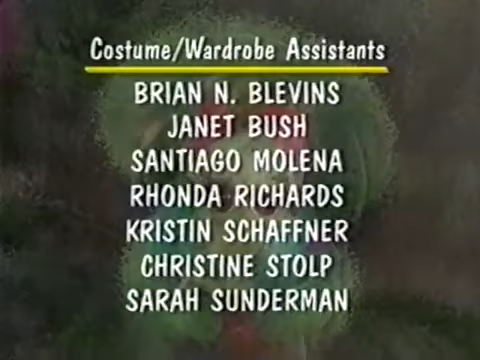 Costume/Wardrobe Assistants
BRIAN N. BLEVINS
JANET BUSH
SANTIAGO MOLENA
RHONDA RICHARDS
KRISTIN SCHAFFNER
CHRISTINE STOLP
SARAH SUNDERMAN